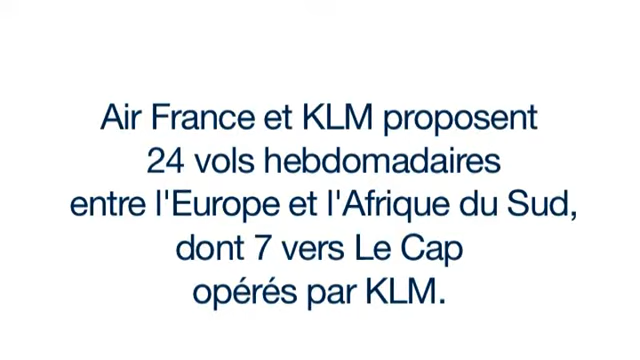 Air France et KLM proposent
24 vols hebdomadaires
entre l'Europe et l'Afrique du Sud,
dont 7 vers Le Cap
opérés par KLM.